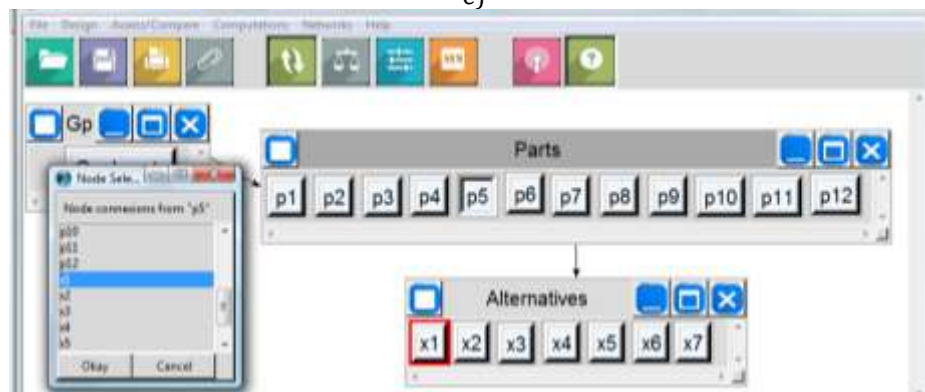 c)
File Design Assess/Compare Computations Networks Help
Gp
Parts
p1 p2 p3 p4 p5 p6 p7 p8 p9 p10 p11 p12
Node Sele...
Node connexions from "p5"
p10
p11
p12
x1
x2
x3
x4
x5
Okay Cancel
Alternatives
x1 x2 x3 x4 x5 x6 x7